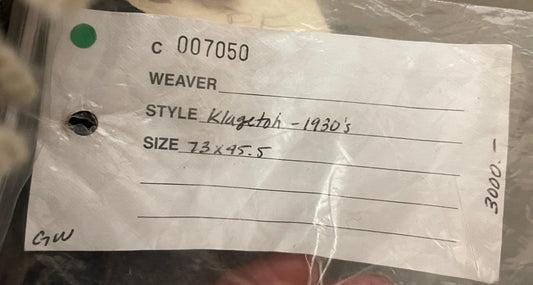 C 007050
WEAVER
STYLE Klagetoh - 1930's
SIZE 73 x 45.5
3000.-
GW